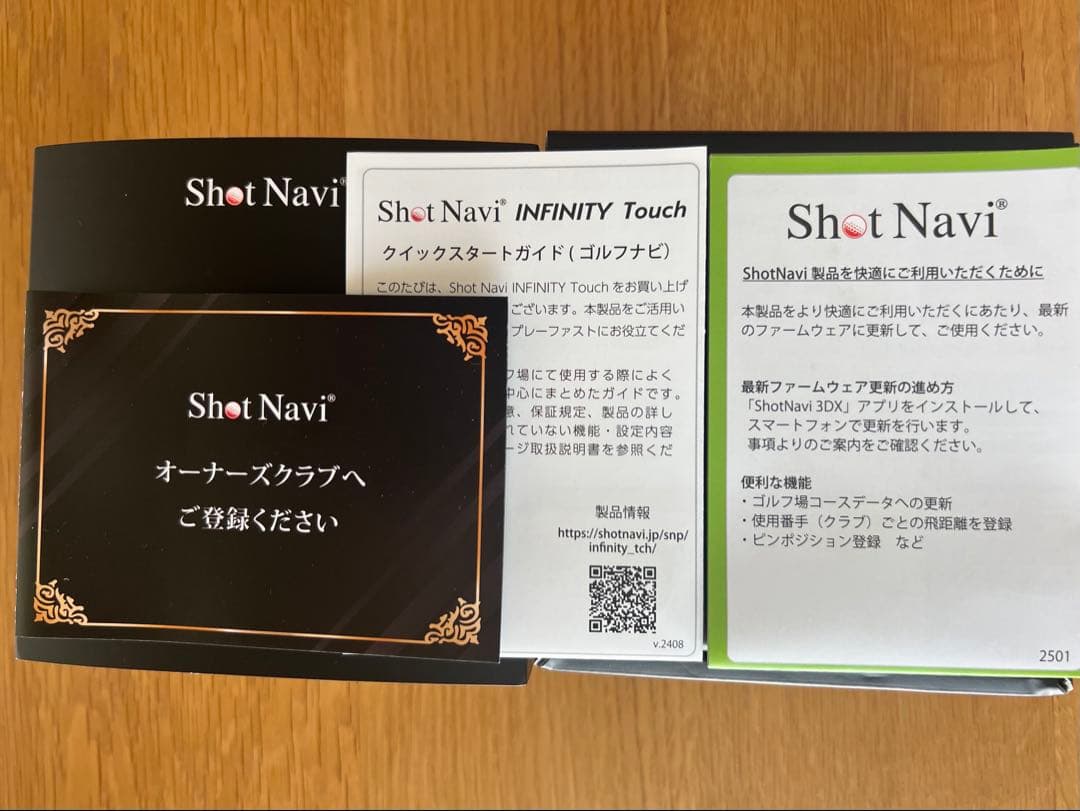 Shot Navi®
Shot Navi®
オーナーズクラブへ
ご登録ください
Shot Navi® INFINITY Touch
クイックスタートガイド ( ゴルフナビ )
このたびは、Shot Navi INFINITY Touch をお買い上げ
ございます。本製品をご活用い
プレーファストにお役立てくだ
場にて使用する際によく
中心にまとめたガイドです。
意、保証規定、製品の詳し
れていない機能・設定内容
ージ取扱説明書を参照くだ
製品情報
https://shotnavi.jp/snp/
infinity_tch/
v.2408
Shot Navi®
ShotNavi 製品を快適にご利用いただくために
本製品をより快適にご利用いただくにあたり、最新
のファームウェアに更新して、ご使用ください。
最新ファームウェア更新の進め方
「ShotNavi 3DX」アプリをインストールして、
スマートフォンで更新を行います。
事項よりのご案内をご確認ください。
便利な機能
・ゴルフ場コースデータへの更新
・使用番手（クラブ）ごとの飛距離を登録
・ピンポジション登録 など
2501